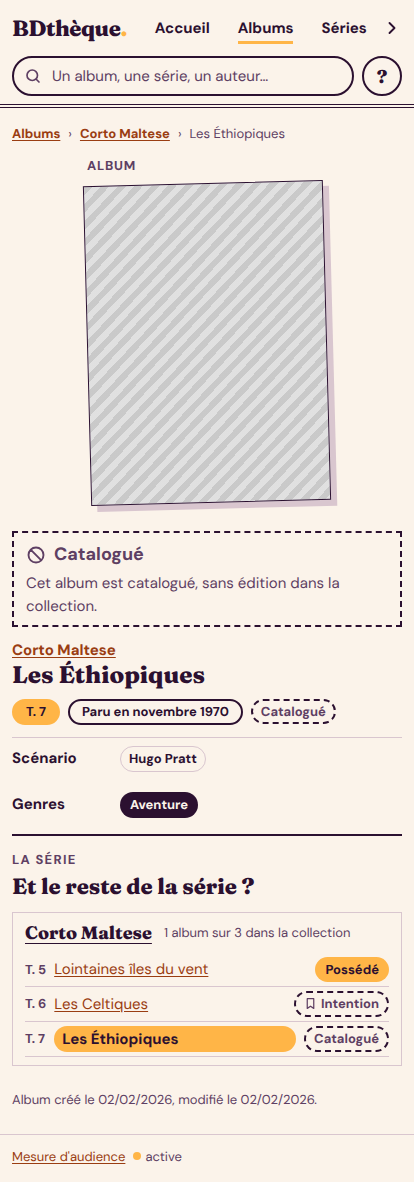 BDthèque. Accueil Albums Séries
Un album, une série, un auteur... ?
Albums › Corto Maltese › Les Éthiopiques
ALBUM
Catalogué
Cet album est catalogué, sans édition dans la
collection.
Corto Maltese
Les Éthiopiques
T. 7 Paru en novembre 1970 Catalogué
Scénario Hugo Pratt
Genres Aventure
LA SÉRIE
Et le reste de la série ?
Corto Maltese 1 album sur 3 dans la collection
T. 5 Lointaines îles du vent Possédé
T. 6 Les Celtiques Intention
T. 7 Les Éthiopiques Catalogué
Album créé le 02/02/2026, modifié le 02/02/2026.
Mesure d'audience active